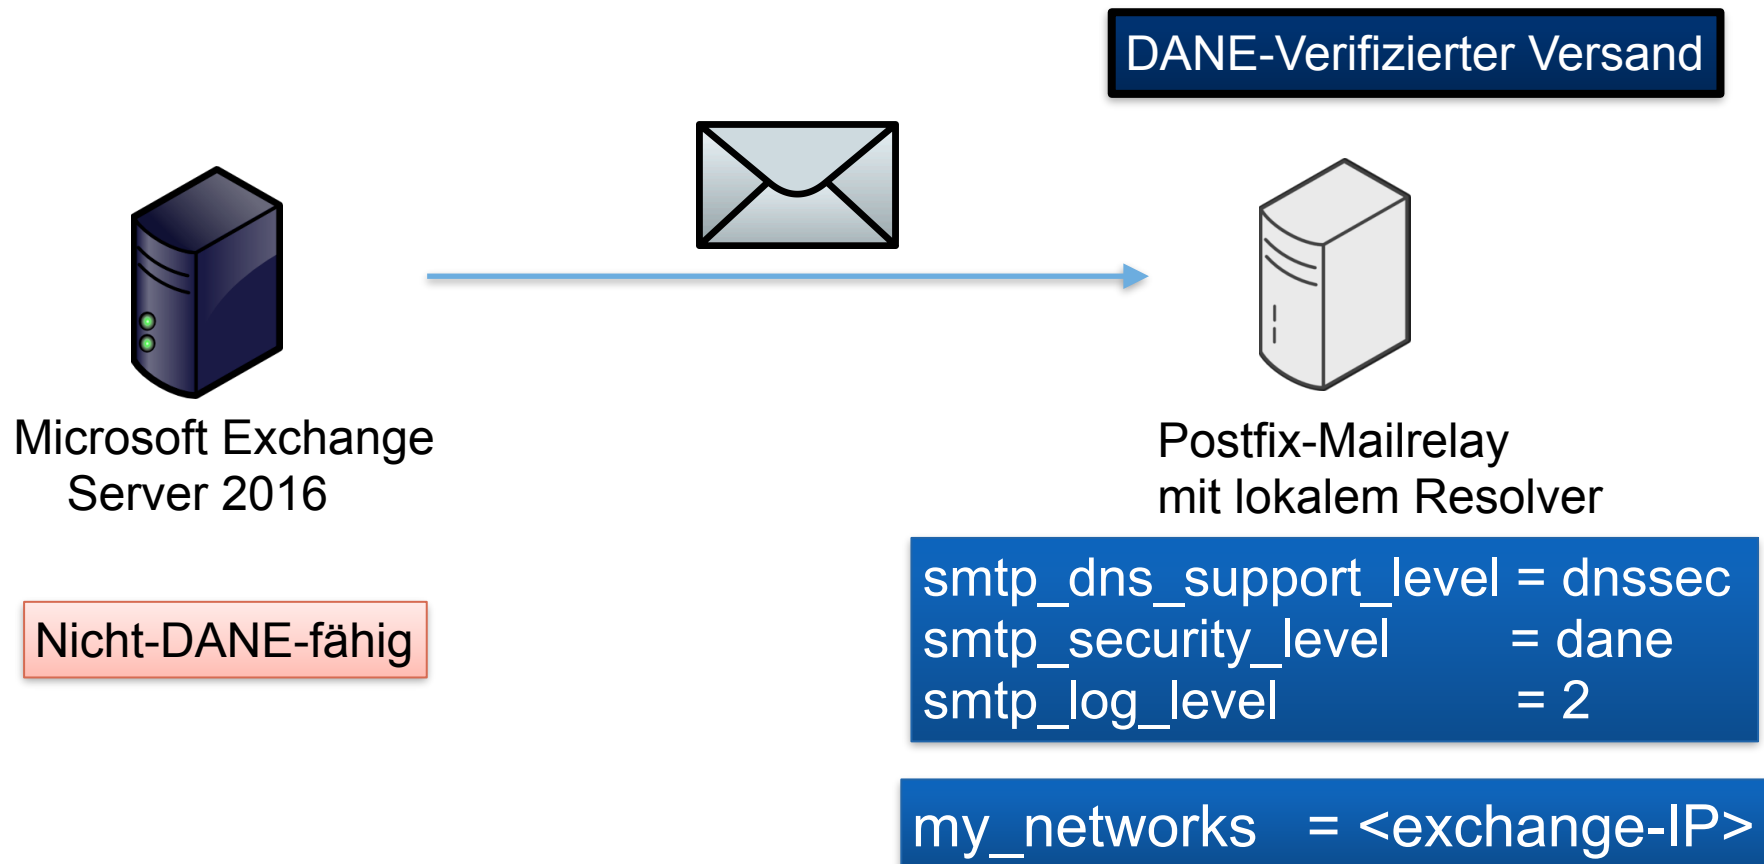 DANE-Verifizierter Versand
Microsoft Exchange
Server 2016
Nicht-DANE-fähig
Postfix-Mailrelay
mit lokalem Resolver
smtp_dns_support_level = dnssec
smtp_security_level = dane
smtp_log_level = 2
my_networks = <exchange-IP>